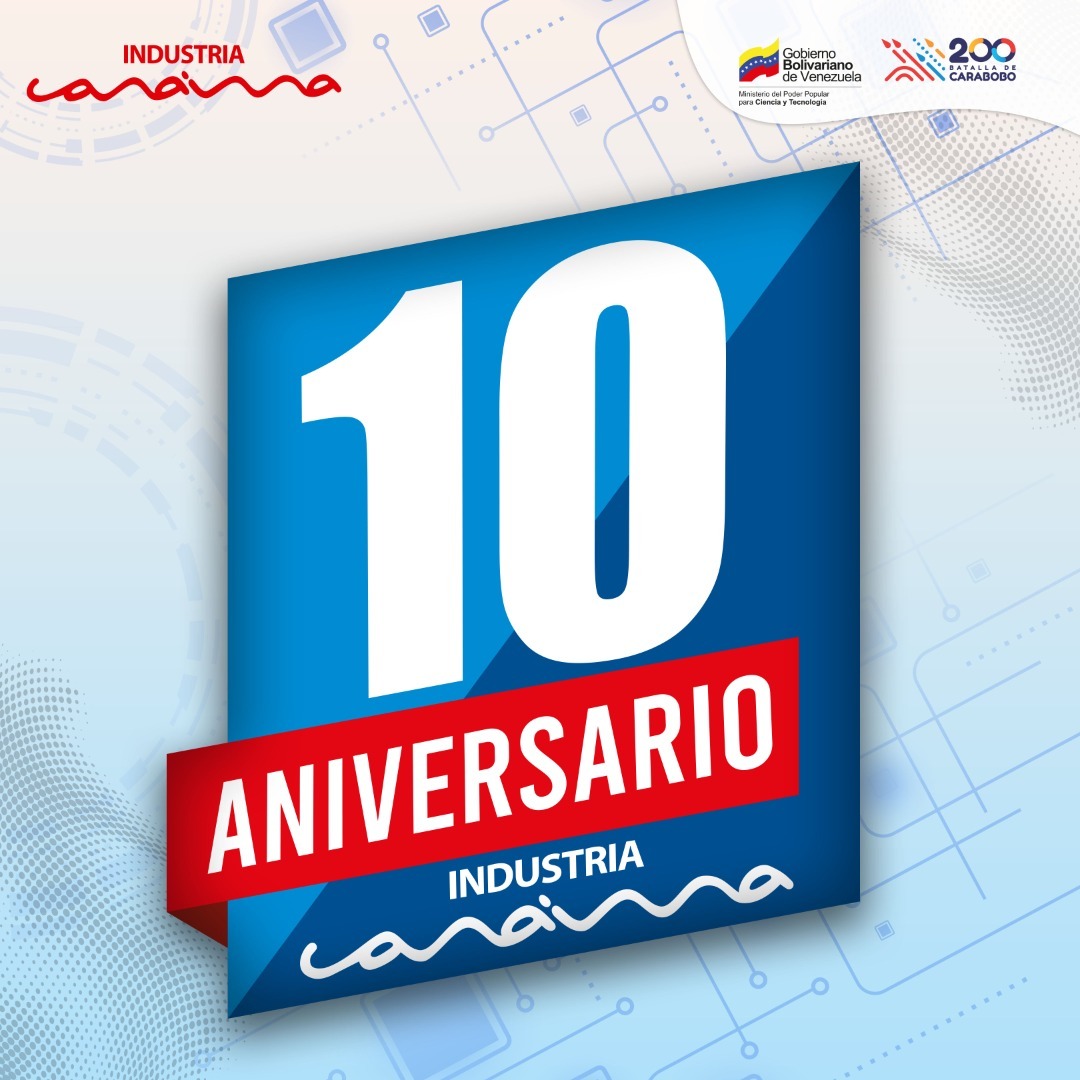 INDUSTRIA
canaima
Gobierno
Bolivariano
de Venezuela
Ministerio del Poder Popular
para Ciencia y Tecnología
200
BATALLA DE
CARABOBO
10
ANIVERSARIO
INDUSTRIA
canaima